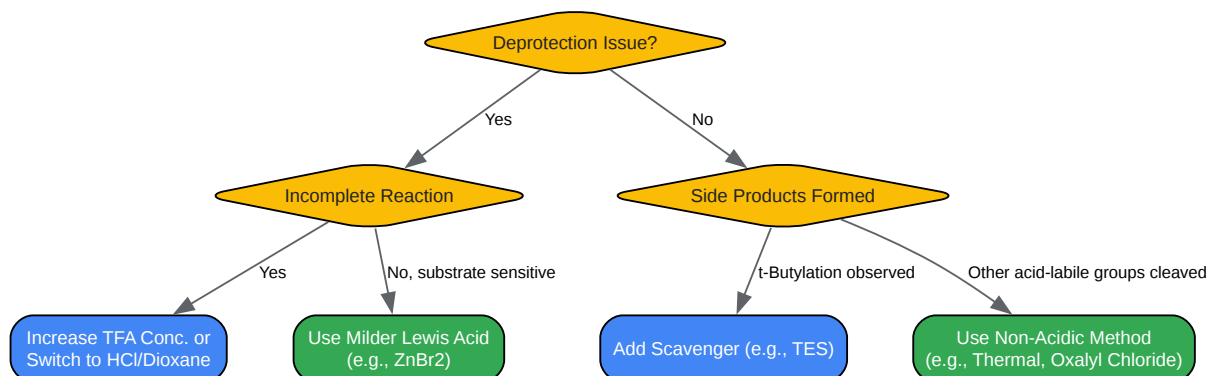 Deprotection Issue?
Yes
No
Incomplete Reaction
Side Products Formed
Yes
No, substrate sensitive
t-Butylation observed
Other acid-labile groups cleaved
Increase TFA Conc. or
Switch to HCl/Dioxane
Use Milder Lewis Acid
(e.g., ZnBr2)
Add Scavenger (e.g., TES)
Use Non-Acidic Method
(e.g., Thermal, Oxalyl Chloride)